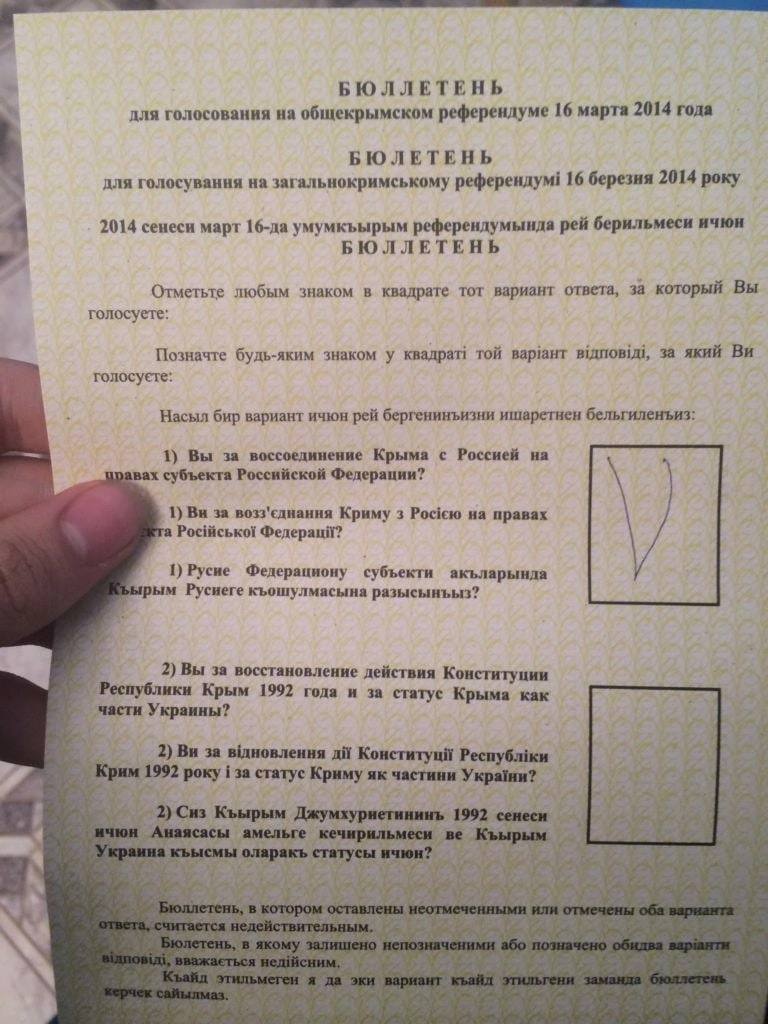 БЮЛЛЕТЕНЬ
для голосования на общекрымском референдуме 16 марта 2014 года
БЮЛЕТЕНЬ
для голосування на загальнокримському референдумі 16 березня 2014 року
2014 сенеси март 16-да умумкъырым референдумында рей берильмеси ичюн
БЮЛЛЕТЕНЬ
Отметьте любым знаком в квадрате тот вариант ответа, за который Вы
голосуете:
Позначте будь-яким знаком у квадраті той варіант відповіді, за який Ви
голосуєте:
Насыл бир вариант ичюн рей бергенинъизни ишаретнен бельгиленъиз:
1) Вы за воссоединение Крыма с Россией на
правах субъекта Российской Федерации?
1) Ви за возз'єднання Криму з Росією на правах
кта Російської Федерації?
1) Русие Федерациону субъекти акъларында
Къырым Русиеге къошулмасына разысынъыз?
2) Вы за восстановление действия Конституции
Республики Крым 1992 года и за статус Крыма как
части Украины?
2) Ви за відновлення дії Конституції Республіки
Крим 1992 року і за статус Криму як частини України?
2) Сиз Къырым Джумхуриетининъ 1992 сенеси
ичюн Анаясасы амельге кечирильмеси ве Къырым
Украина къысмы оларакъ статусы ичюн?
Бюллетень, в котором оставлены неотмеченными или отмечены оба варианта
ответа, считается недействительным.
Бюлетень, в якому залишено непозначеними або позначено обидва варіанти
відповіді, вважається недійсним.
Къайд этильмеген я да эки вариант къайд этильгени заманда бюллетень
керчек сайылмаз.